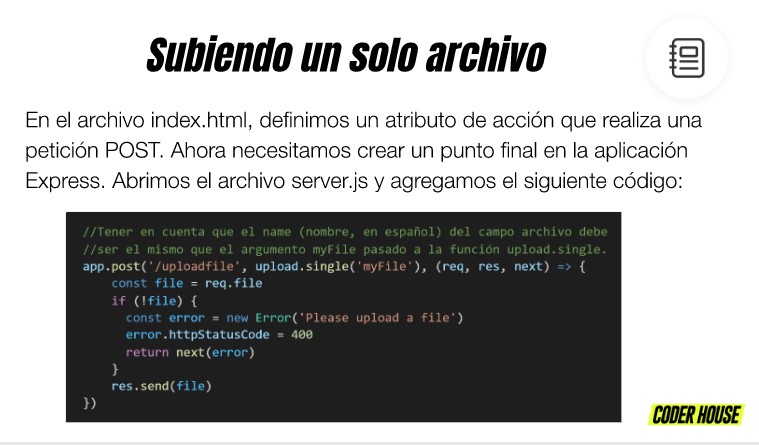 Subiendo un solo archivo
En el archivo index.html, definimos un atributo de acción que realiza una
petición POST. Ahora necesitamos crear un punto final en la aplicación
Express. Abrimos el archivo server.js y agregamos el siguiente código:
//Tener en cuenta que el name (nombre, en español) del campo archivo debe
//ser el mismo que el argumento myFile pasado a la función upload.single.
app.post('/uploadfile', upload.single('myFile'), (req, res, next) => {
    const file = req.file
    if (!file) {
      const error = new Error('Please upload a file')
      error.httpStatusCode = 400
      return next(error)
    }
    res.send(file)
})
CODER HOUSE